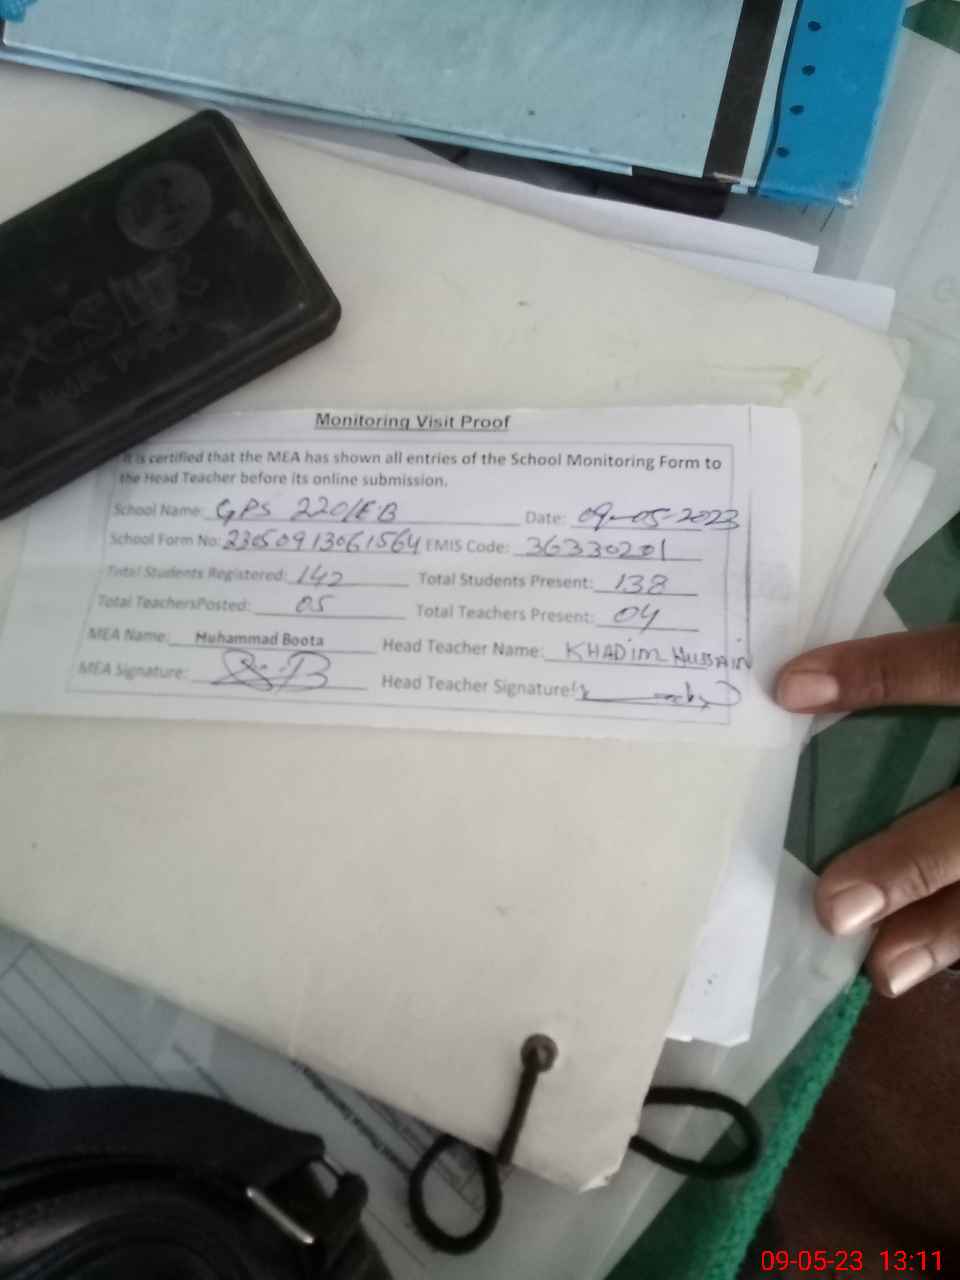 Monitoring Visit Proof
It is certified that the MEA has shown all entries of the School Monitoring Form to
the Head Teacher before its online submission.
School Name: GPS 220/E.B Date: 09-05-2023
School Form No: 23050913061564 EMIS Code: 36330201
Total Students Registered: 142 Total Students Present: 138
Total TeachersPosted: 05 Total Teachers Present: 04
MEA Name: Muhammad Boota Head Teacher Name: KHADIM HUSSAIN
MEA Signature: Head Teacher Signature:
09-05-23 13:11